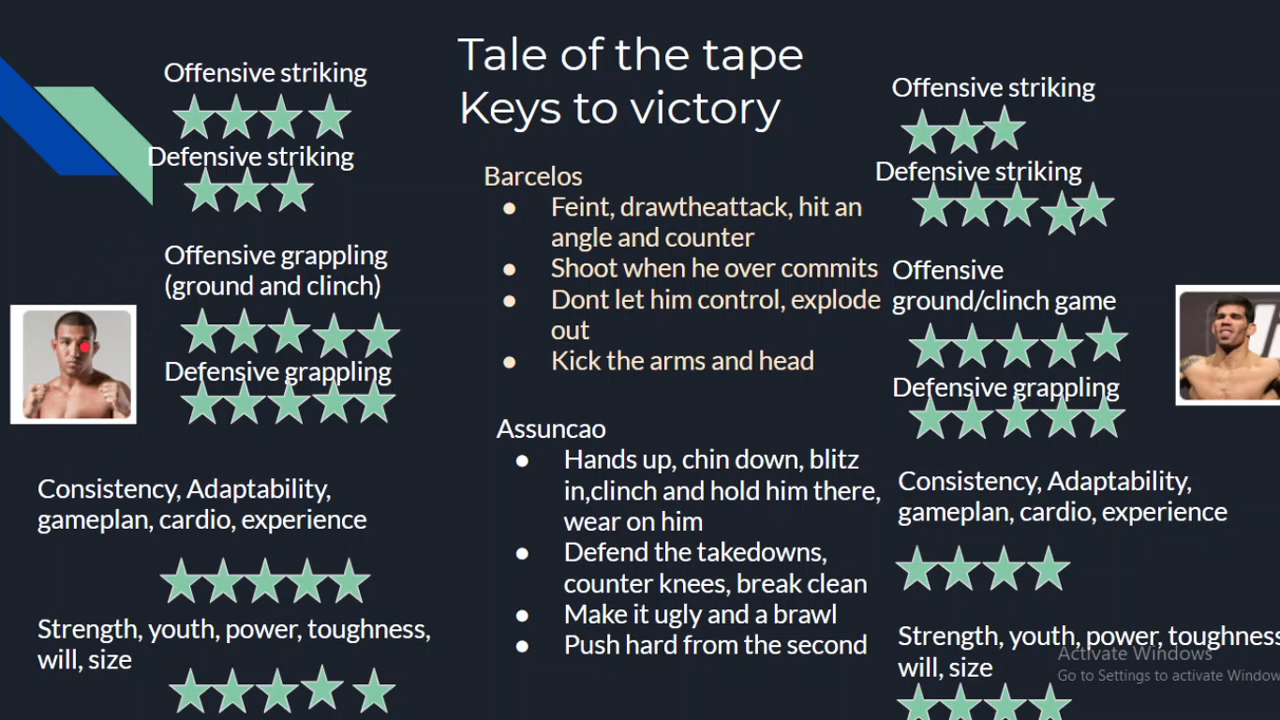 Tale of the tape
Keys to victory
Offensive striking
Defensive striking
Offensive grappling
(ground and clinch)
Defensive grappling
Consistency, Adaptability,
gameplan, cardio, experience
Strength, youth, power, toughness,
will, size
Barcelos
Feint, drawtheattack, hit an
angle and counter
Shoot when he over commits
Dont let him control, explode
out
Kick the arms and head
Assuncao
Hands up, chin down, blitz
in,clinch and hold him there,
wear on him
Defend the takedowns,
counter knees, break clean
Make it ugly and a brawl
Push hard from the second
Offensive striking
Defensive striking
Offensive
ground/clinch game
Defensive grappling
Consistency, Adaptability,
gameplan, cardio, experience
Strength, youth, power, toughness
will, size
Activate Windows
Go to Settings to activate Window